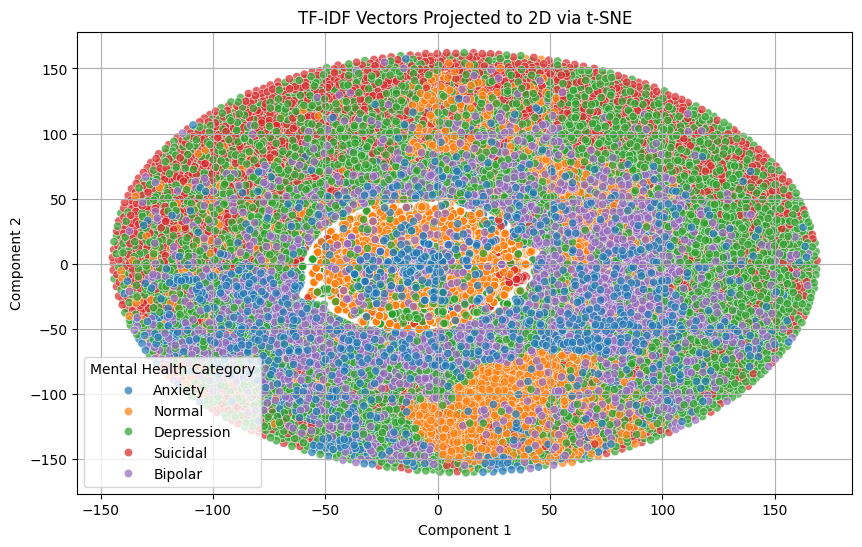 TF-IDF Vectors Projected to 2D via t-SNE
150
100
50
0
−50
−100
−150
Component 2
Mental Health Category
Anxiety
Normal
Depression
Suicidal
Bipolar
−150
−100
−50
0
50
100
150
Component 1